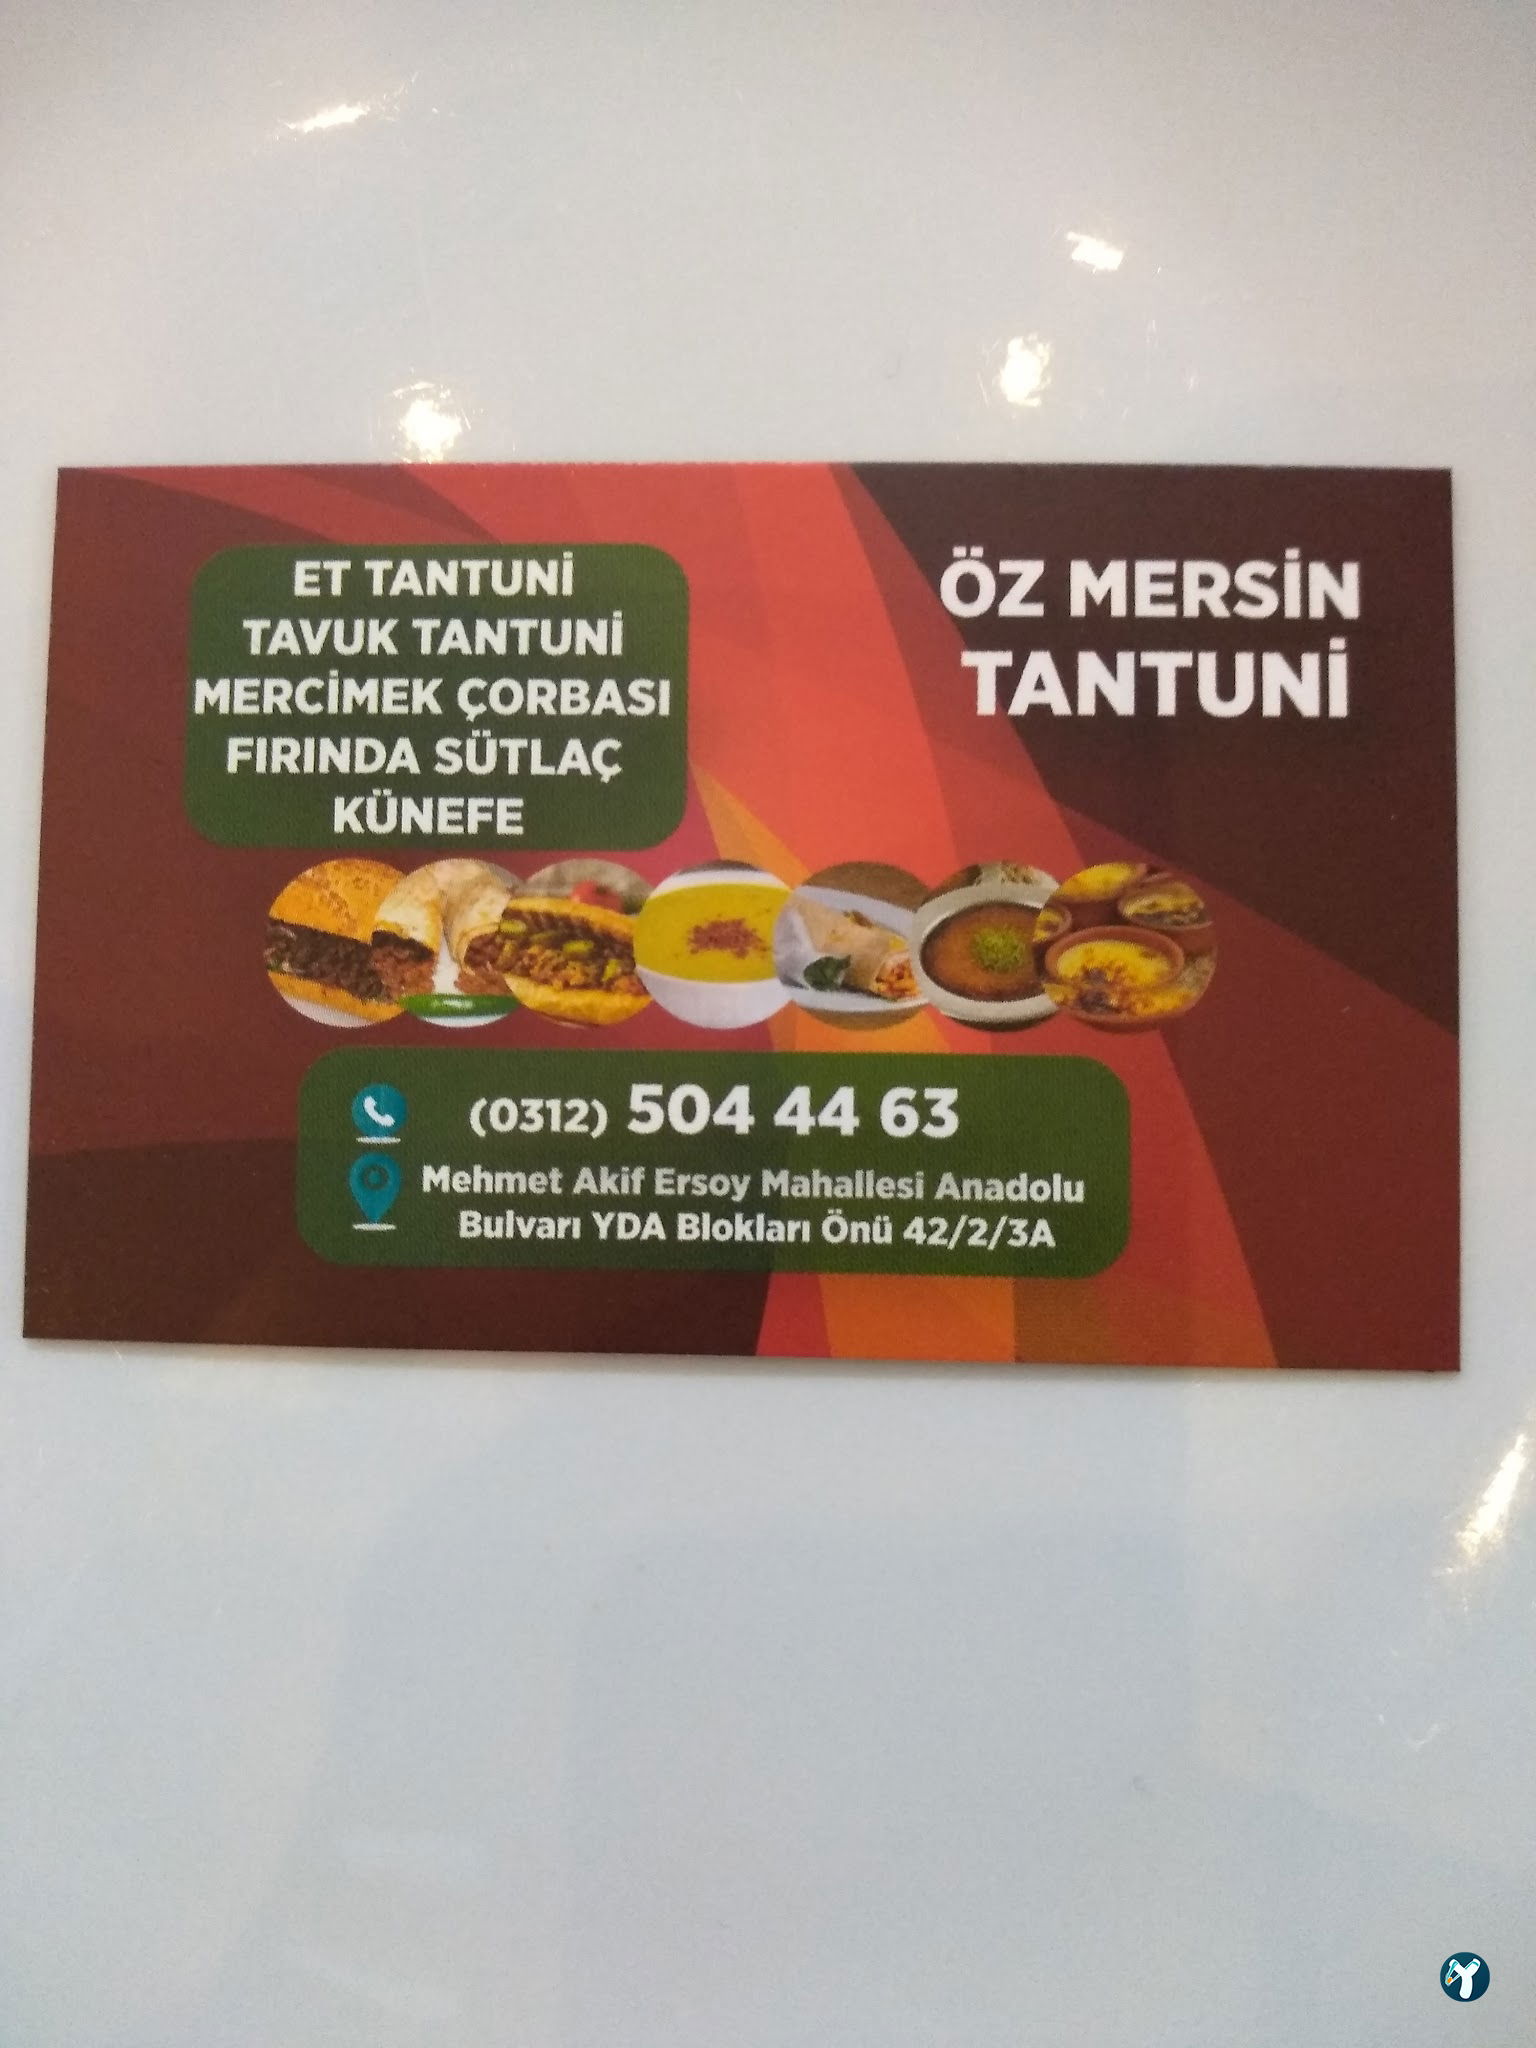 ET TANTUNİ
TAVUK TANTUNİ
MERCİMEK ÇORBASI
FIRINDA SÜTLAÇ
KÜNEFE
ÖZ MERSİN
TANTUNİ
(0312) 504 44 63
Mehmet Akif Ersoy Mahallesi Anadolu
Bulvarı YDA Blokları Önü 42/2/3A